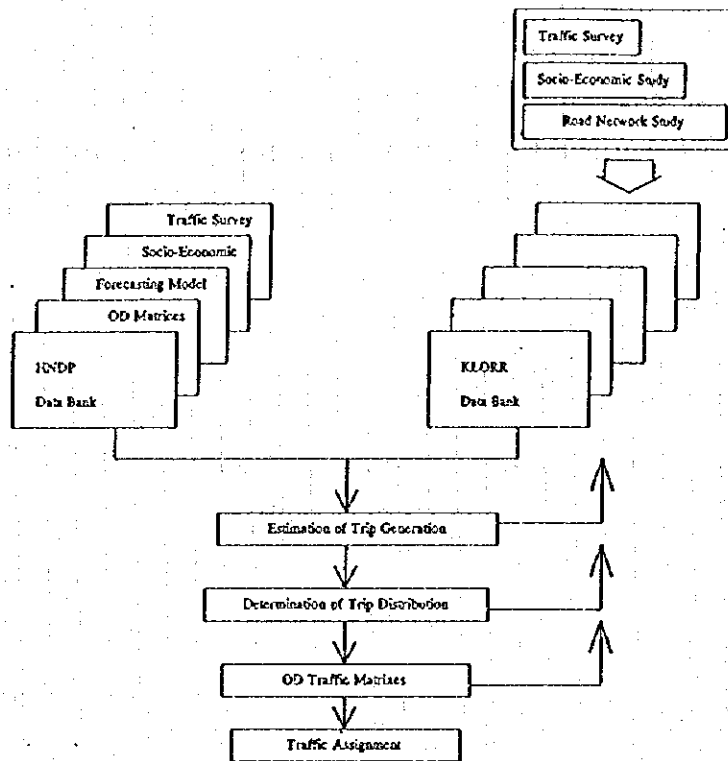 Traffic Survey
Socio-Economic Study
Road Network Study
Traffic Survey
Socio-Economic
Forecasting Model
OD Matrices
HNDP
Data Bank
KLORR
Data Bank
Estimation of Trip Generation
Determination of Trip Distribution
OD Traffic Matrixes
Traffic Assignment